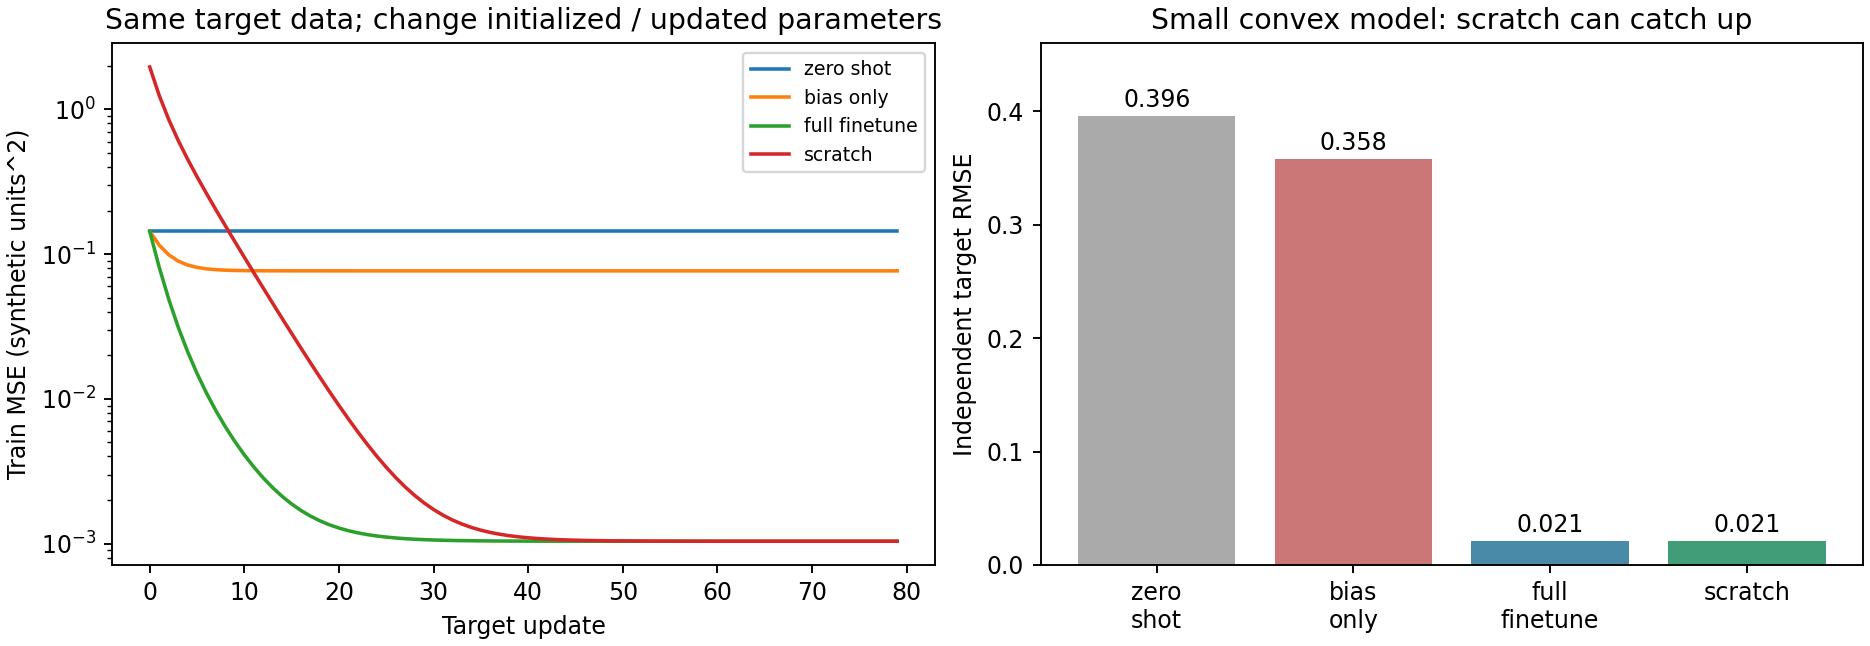 Same target data; change initialized / updated parameters
Train MSE (synthetic units^2)
10^0
10^-1
10^-2
10^-3
zero shot
bias only
full finetune
scratch
0 10 20 30 40 50 60 70 80
Target update
Small convex model: scratch can catch up
Independent target RMSE
0.4
0.3
0.2
0.1
0.0
0.396
0.358
0.021
0.021
zero
shot
bias
only
full
finetune
scratch